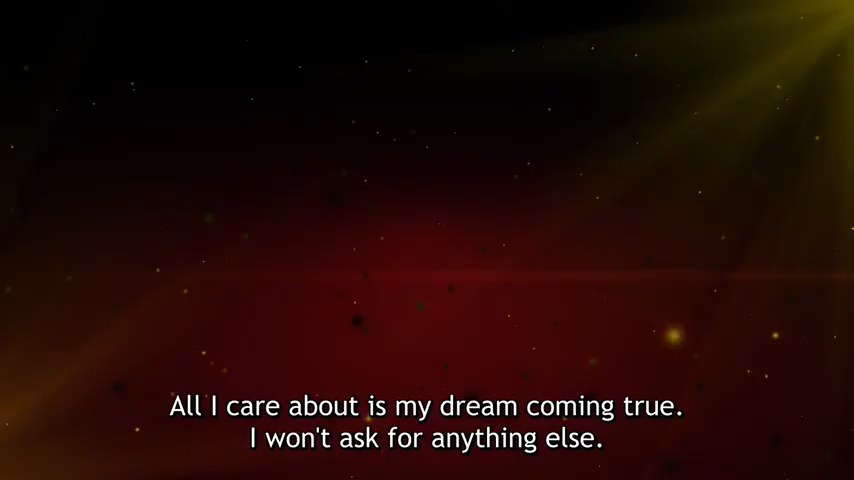 All I care about is my dream coming true.
I won't ask for anything else.